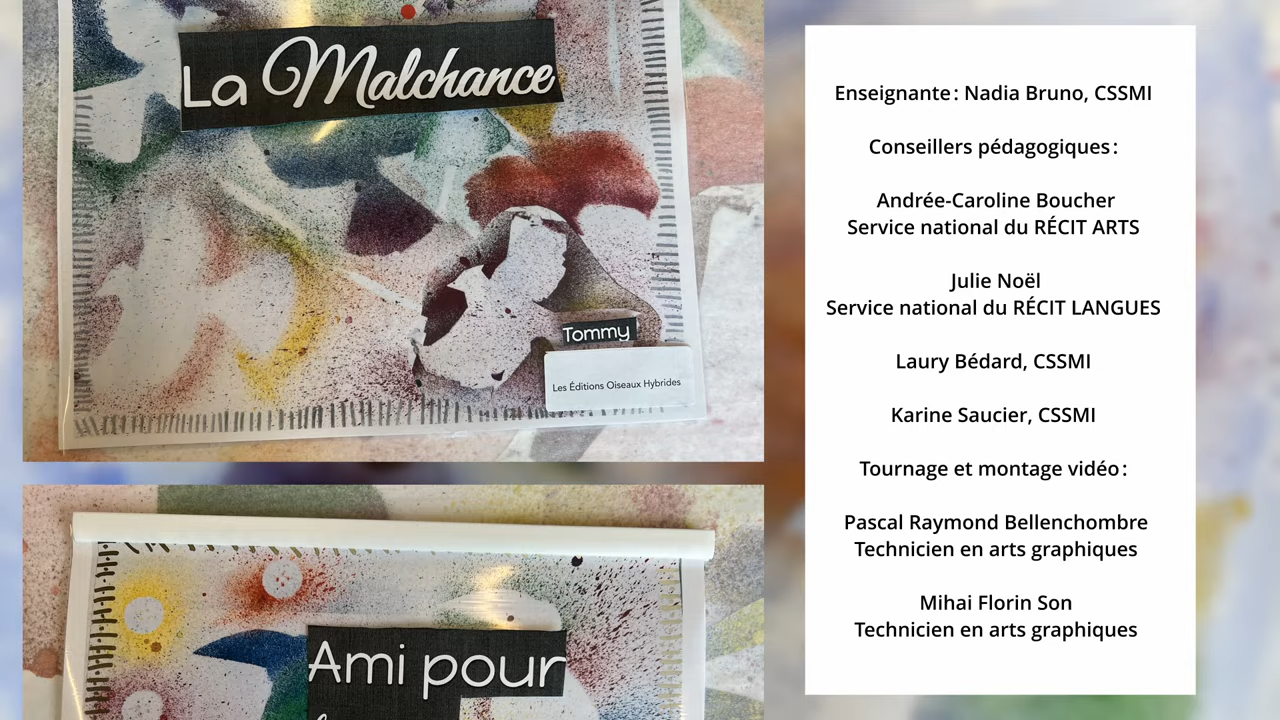 La Malchance
Tommy
Les Éditions Oiseaux Hybrides
Ami pour
Enseignante : Nadia Bruno, CSSMI
Conseillers pédagogiques :
Andrée-Caroline Boucher
Service national du RÉCIT ARTS
Julie Noël
Service national du RÉCIT LANGUES
Laury Bédard, CSSMI
Karine Saucier, CSSMI
Tournage et montage vidéo :
Pascal Raymond Bellenchombre
Technicien en arts graphiques
Mihai Florin Son
Technicien en arts graphiques